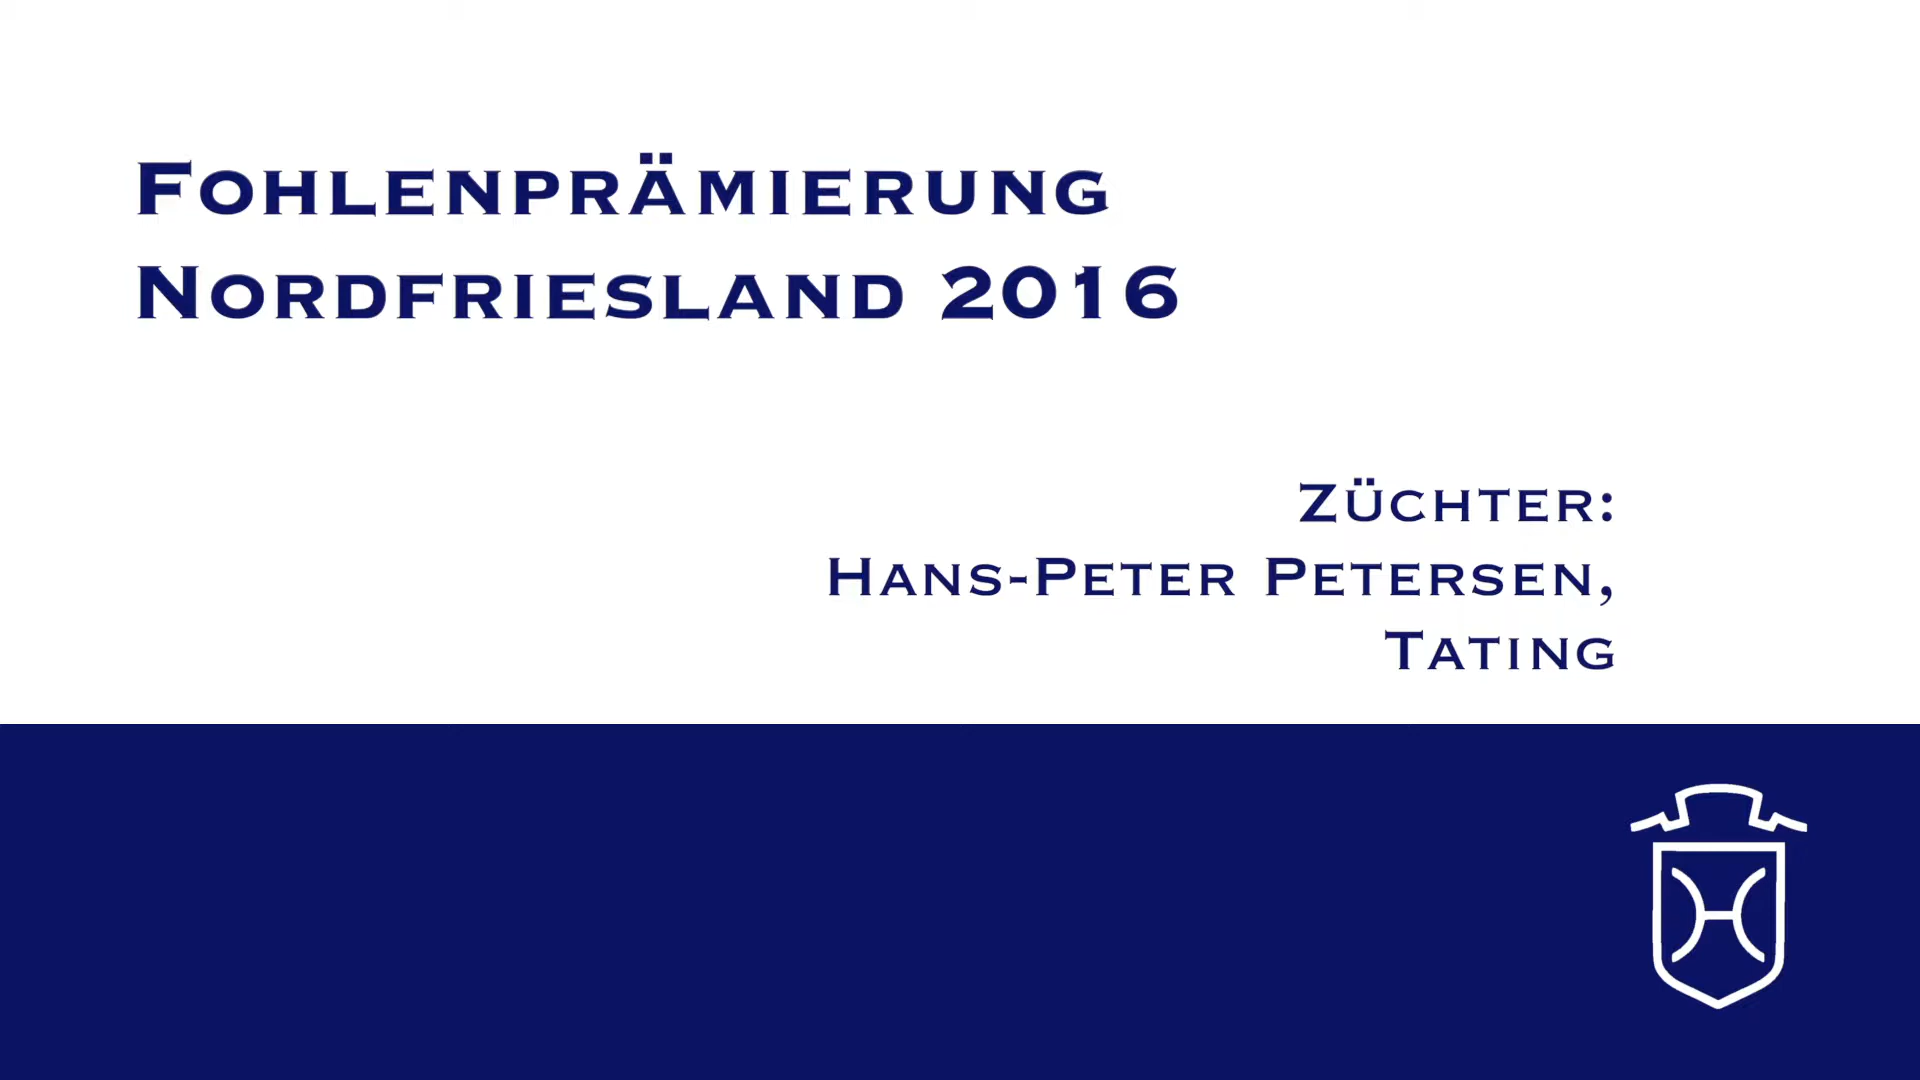 Fohlenprämierung
Nordfriesland 2016
Züchter:
Hans-Peter Petersen,
Tating